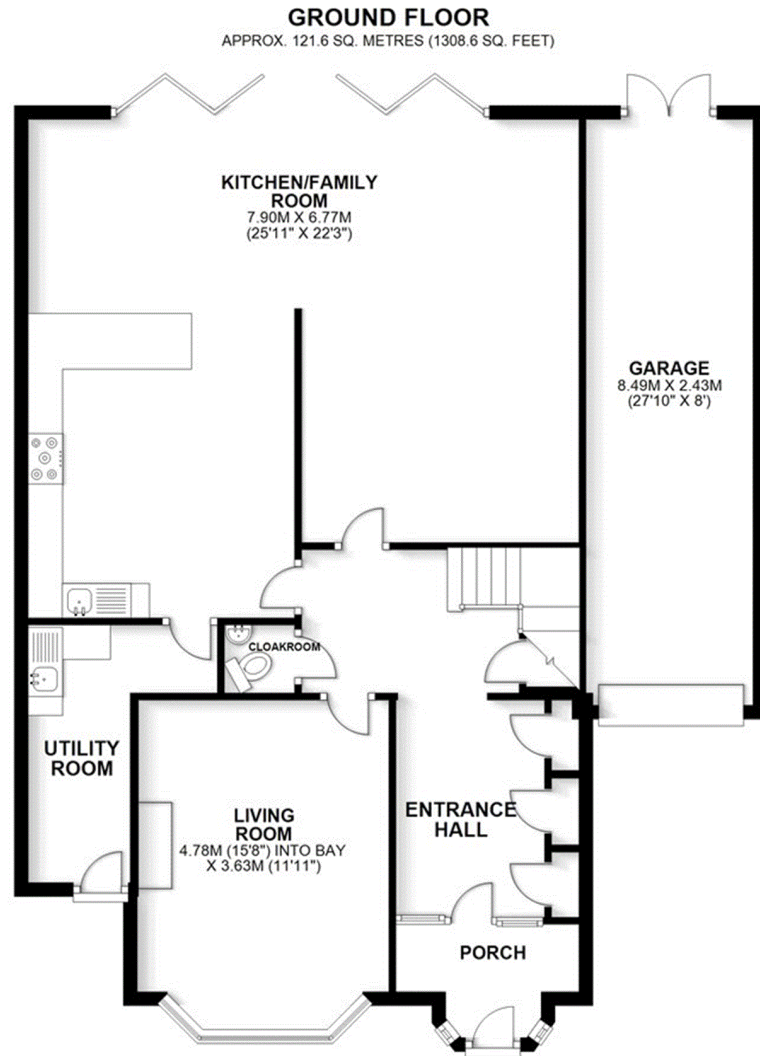 GROUND FLOOR
APPROX. 121.6 SQ. METRES (1308.6 SQ. FEET)
KITCHEN/FAMILY
ROOM
7.90M X 6.77M
(25'11" X 22'3")
GARAGE
8.49M X 2.43M
(27'10" X 8')
CLOAKROOM
UTILITY
ROOM
LIVING
ROOM
4.78M (15'8") INTO BAY
X 3.63M (11'11")
ENTRANCE
HALL
PORCH